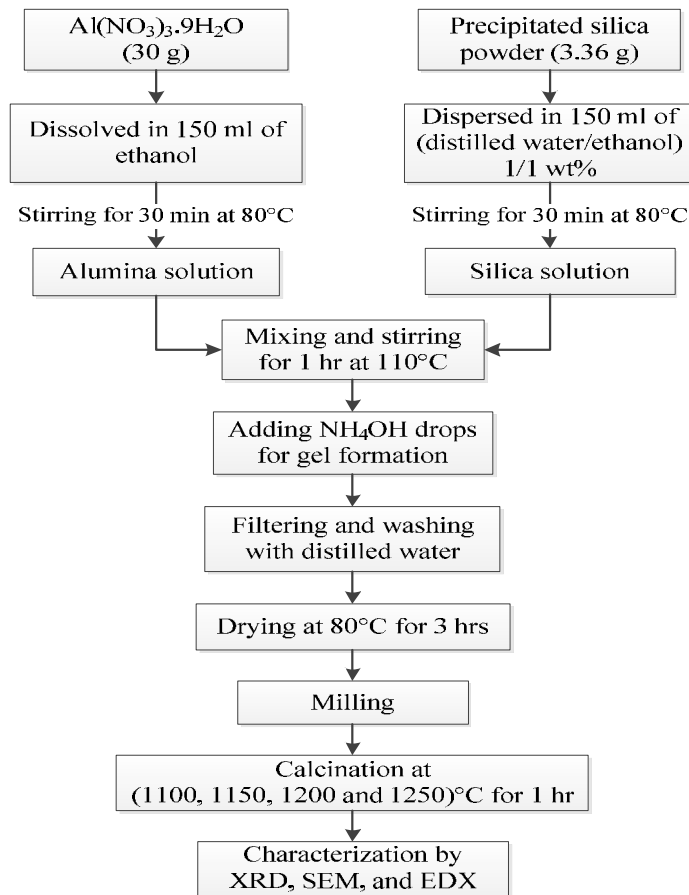 Al(NO₃)₃.9H₂O
(30 g)
Precipitated silica
powder (3.36 g)
Dissolved in 150 ml of
ethanol
Dispersed in 150 ml of
(distilled water/ethanol)
1/1 wt%
Stirring for 30 min at 80°C
Stirring for 30 min at 80°C
Alumina solution
Silica solution
Mixing and stirring
for 1 hr at 110°C
Adding NH₄OH drops
for gel formation
Filtering and washing
with distilled water
Drying at 80°C for 3 hrs
Milling
Calcination at
(1100, 1150, 1200 and 1250)°C for 1 hr
Characterization by
XRD, SEM, and EDX